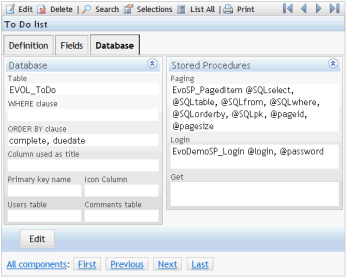 Edit Delete | Search Selections List All | Print
To Do list
Definition Fields Database
Database
Table
EVOL_ToDo
WHERE clause
ORDER BY clause
complete, duedate
Column used as title
Primary key name Icon Column
Users table Comments table
Stored Procedures
Paging
EvoSP_PagedItem @SQLselect,
@SQLtable, @SQLfrom, @SQLwhere,
@SQLorderby, @SQLpk, @pageid,
@pagesize
Login
EvoDemoSP_Login @login, @password
Get
Edit
All components: First Previous Next Last